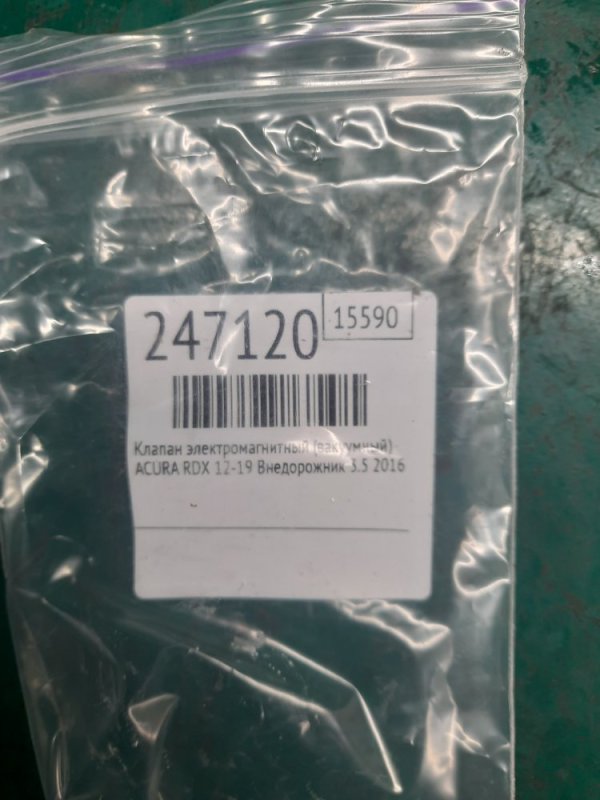 247120
15590
Клапан электромагнитный (вакуумный)
ACURA RDX 12-19 Внедорожник 3.5 2016